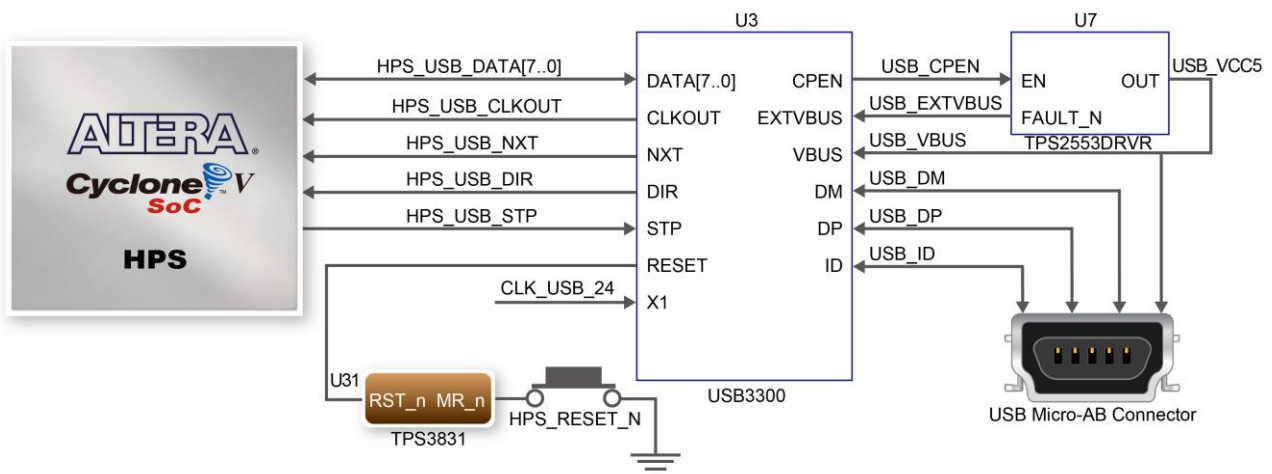 U3
U7
HPS_USB_DATA[7..0]
DATA[7..0]
CPEN
USB_CPEN
EN
OUT
USB_VCC5
HPS_USB_CLKOUT
CLKOUT
EXTVBUS
USB_EXTVBUS
FAULT_N
TPS2553DRVR
ALTERA
HPS_USB_NXT
NXT
VBUS
USB_VBUS
Cyclone V
SoC
HPS_USB_DIR
DIR
DM
USB_DM
HPS_USB_STP
STP
DP
USB_DP
HPS
RESET
ID
USB_ID
CLK_USB_24
X1
U31
RST_n MR_n
TPS3831
HPS_RESET_N
USB3300
USB Micro-AB Connector